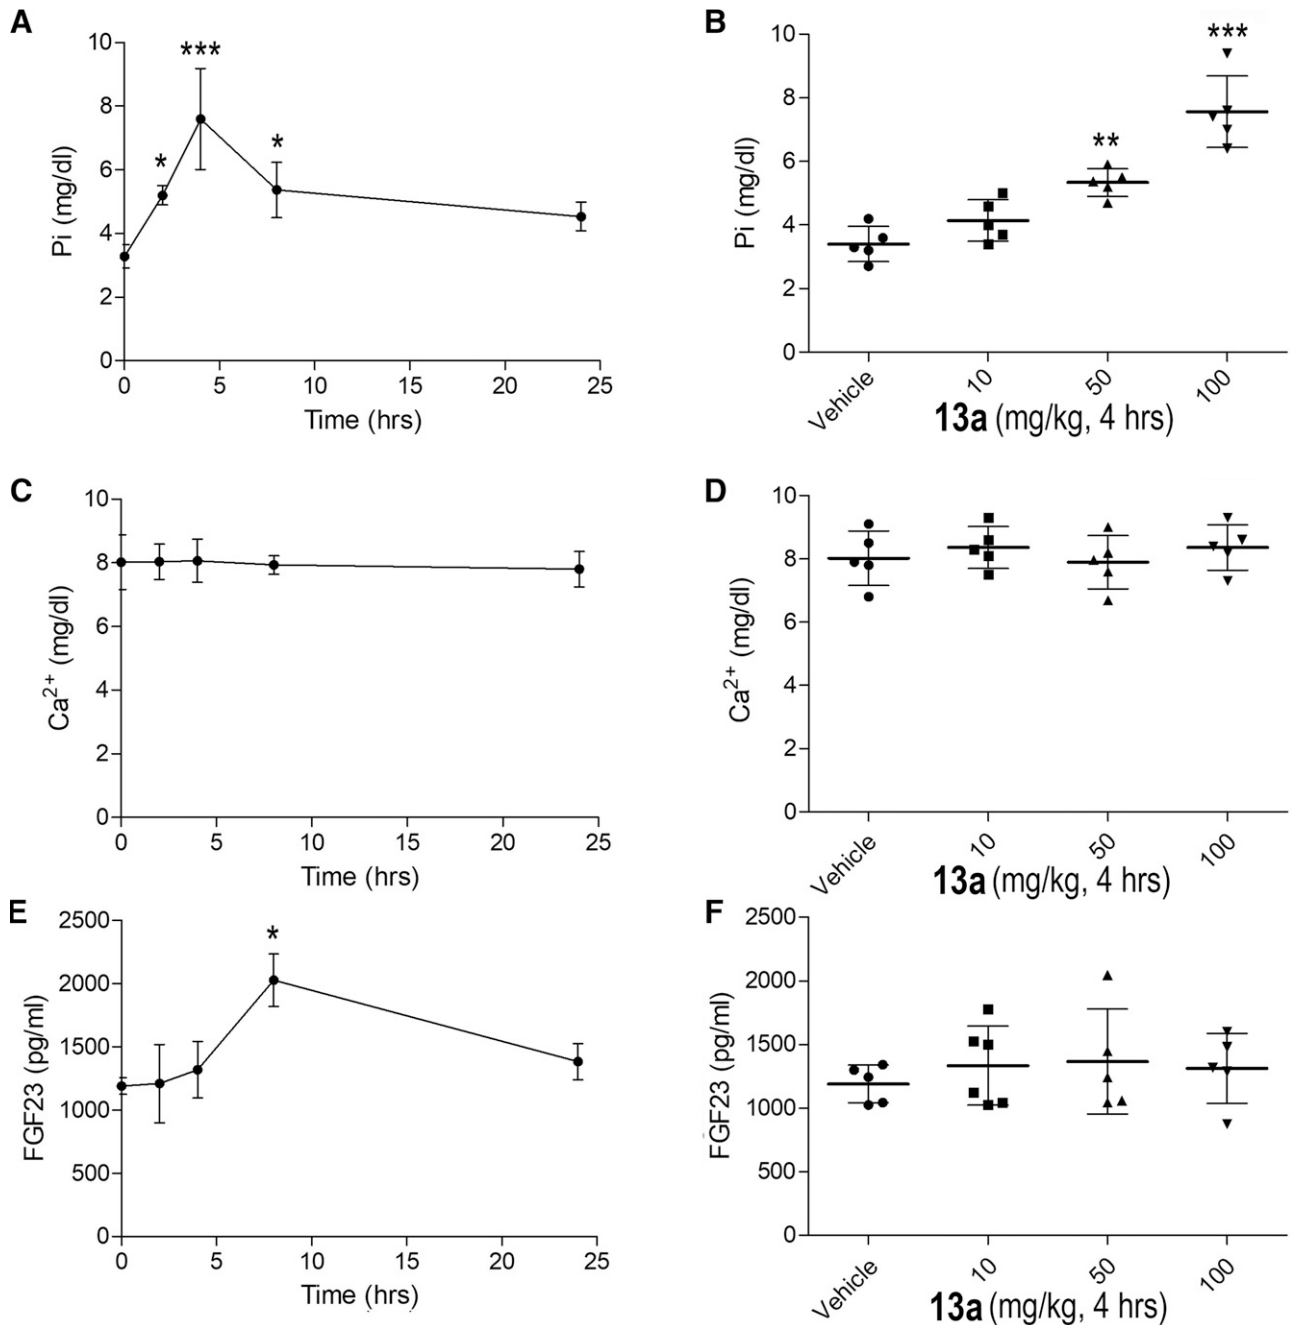 A
10
8
6
4
2
0
Pi (mg/dl)
*
***
*
0 5 10 15 20 25
Time (hrs)
B
10
8
6
4
2
0
Pi (mg/dl)
**
***
Vehicle 10 50 100
13a (mg/kg, 4 hrs)
C
10
8
6
4
2
0
Ca2+ (mg/dl)
0 5 10 15 20 25
Time (hrs)
D
10
8
6
4
2
0
Ca2+ (mg/dl)
Vehicle 10 50 100
13a (mg/kg, 4 hrs)
E
2500
2000
1500
1000
500
0
FGF23 (pg/ml)
*
0 5 10 15 20 25
Time (hrs)
F
2500
2000
1500
1000
500
0
FGF23 (pg/ml)
Vehicle 10 50 100
13a (mg/kg, 4 hrs)